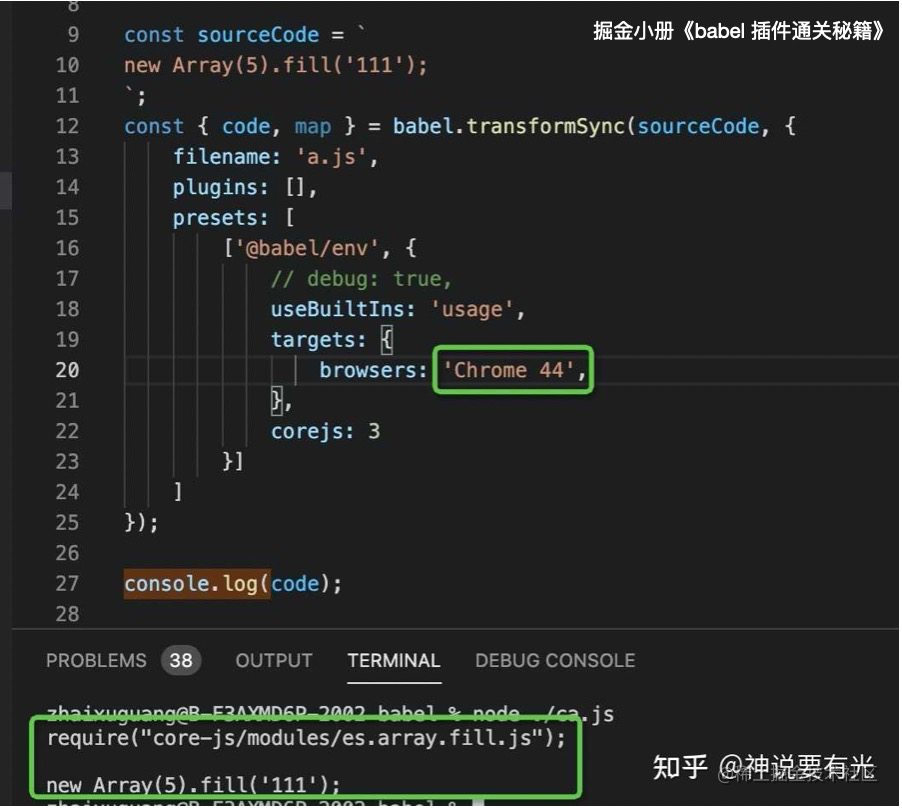 8
掘金小册《babel 插件通关秘籍》
9 const sourceCode = `
10 new Array(5).fill('111');
11 `;
12 const { code, map } = babel.transformSync(sourceCode, {
13 filename: 'a.js',
14 plugins: [],
15 presets: [
16 ['@babel/env', {
17 // debug: true,
18 useBuiltIns: 'usage',
19 targets: {
20 browsers: 'Chrome 44',
21 },
22 corejs: 3
23 }]
24 ]
25 });
26
27 console.log(code);
28
PROBLEMS 38 OUTPUT TERMINAL DEBUG CONSOLE
zhaixuguang@B-F3AXMD6P-2002 babel % node ./ca.js
require("core-js/modules/es.array.fill.js");
new Array(5).fill('111');
知乎 @神说要有光
@稀土掘金技术社区
zhaixuguang@B-F3AXMD6P-2002 babel %